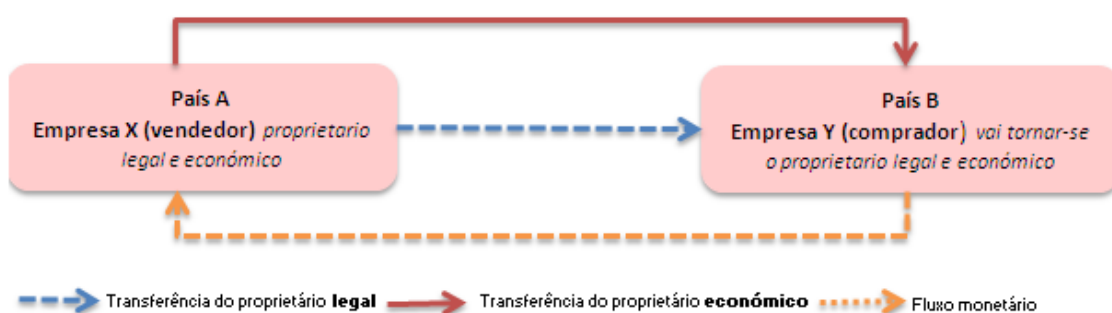 País A
Empresa X (vendedor) proprietario
legal e económico
País B
Empresa Y (comprador) vai tornar-se
o proprietario legal e económico
Transferência do proprietário legal
Transferência do proprietário económico
Fluxo monetário